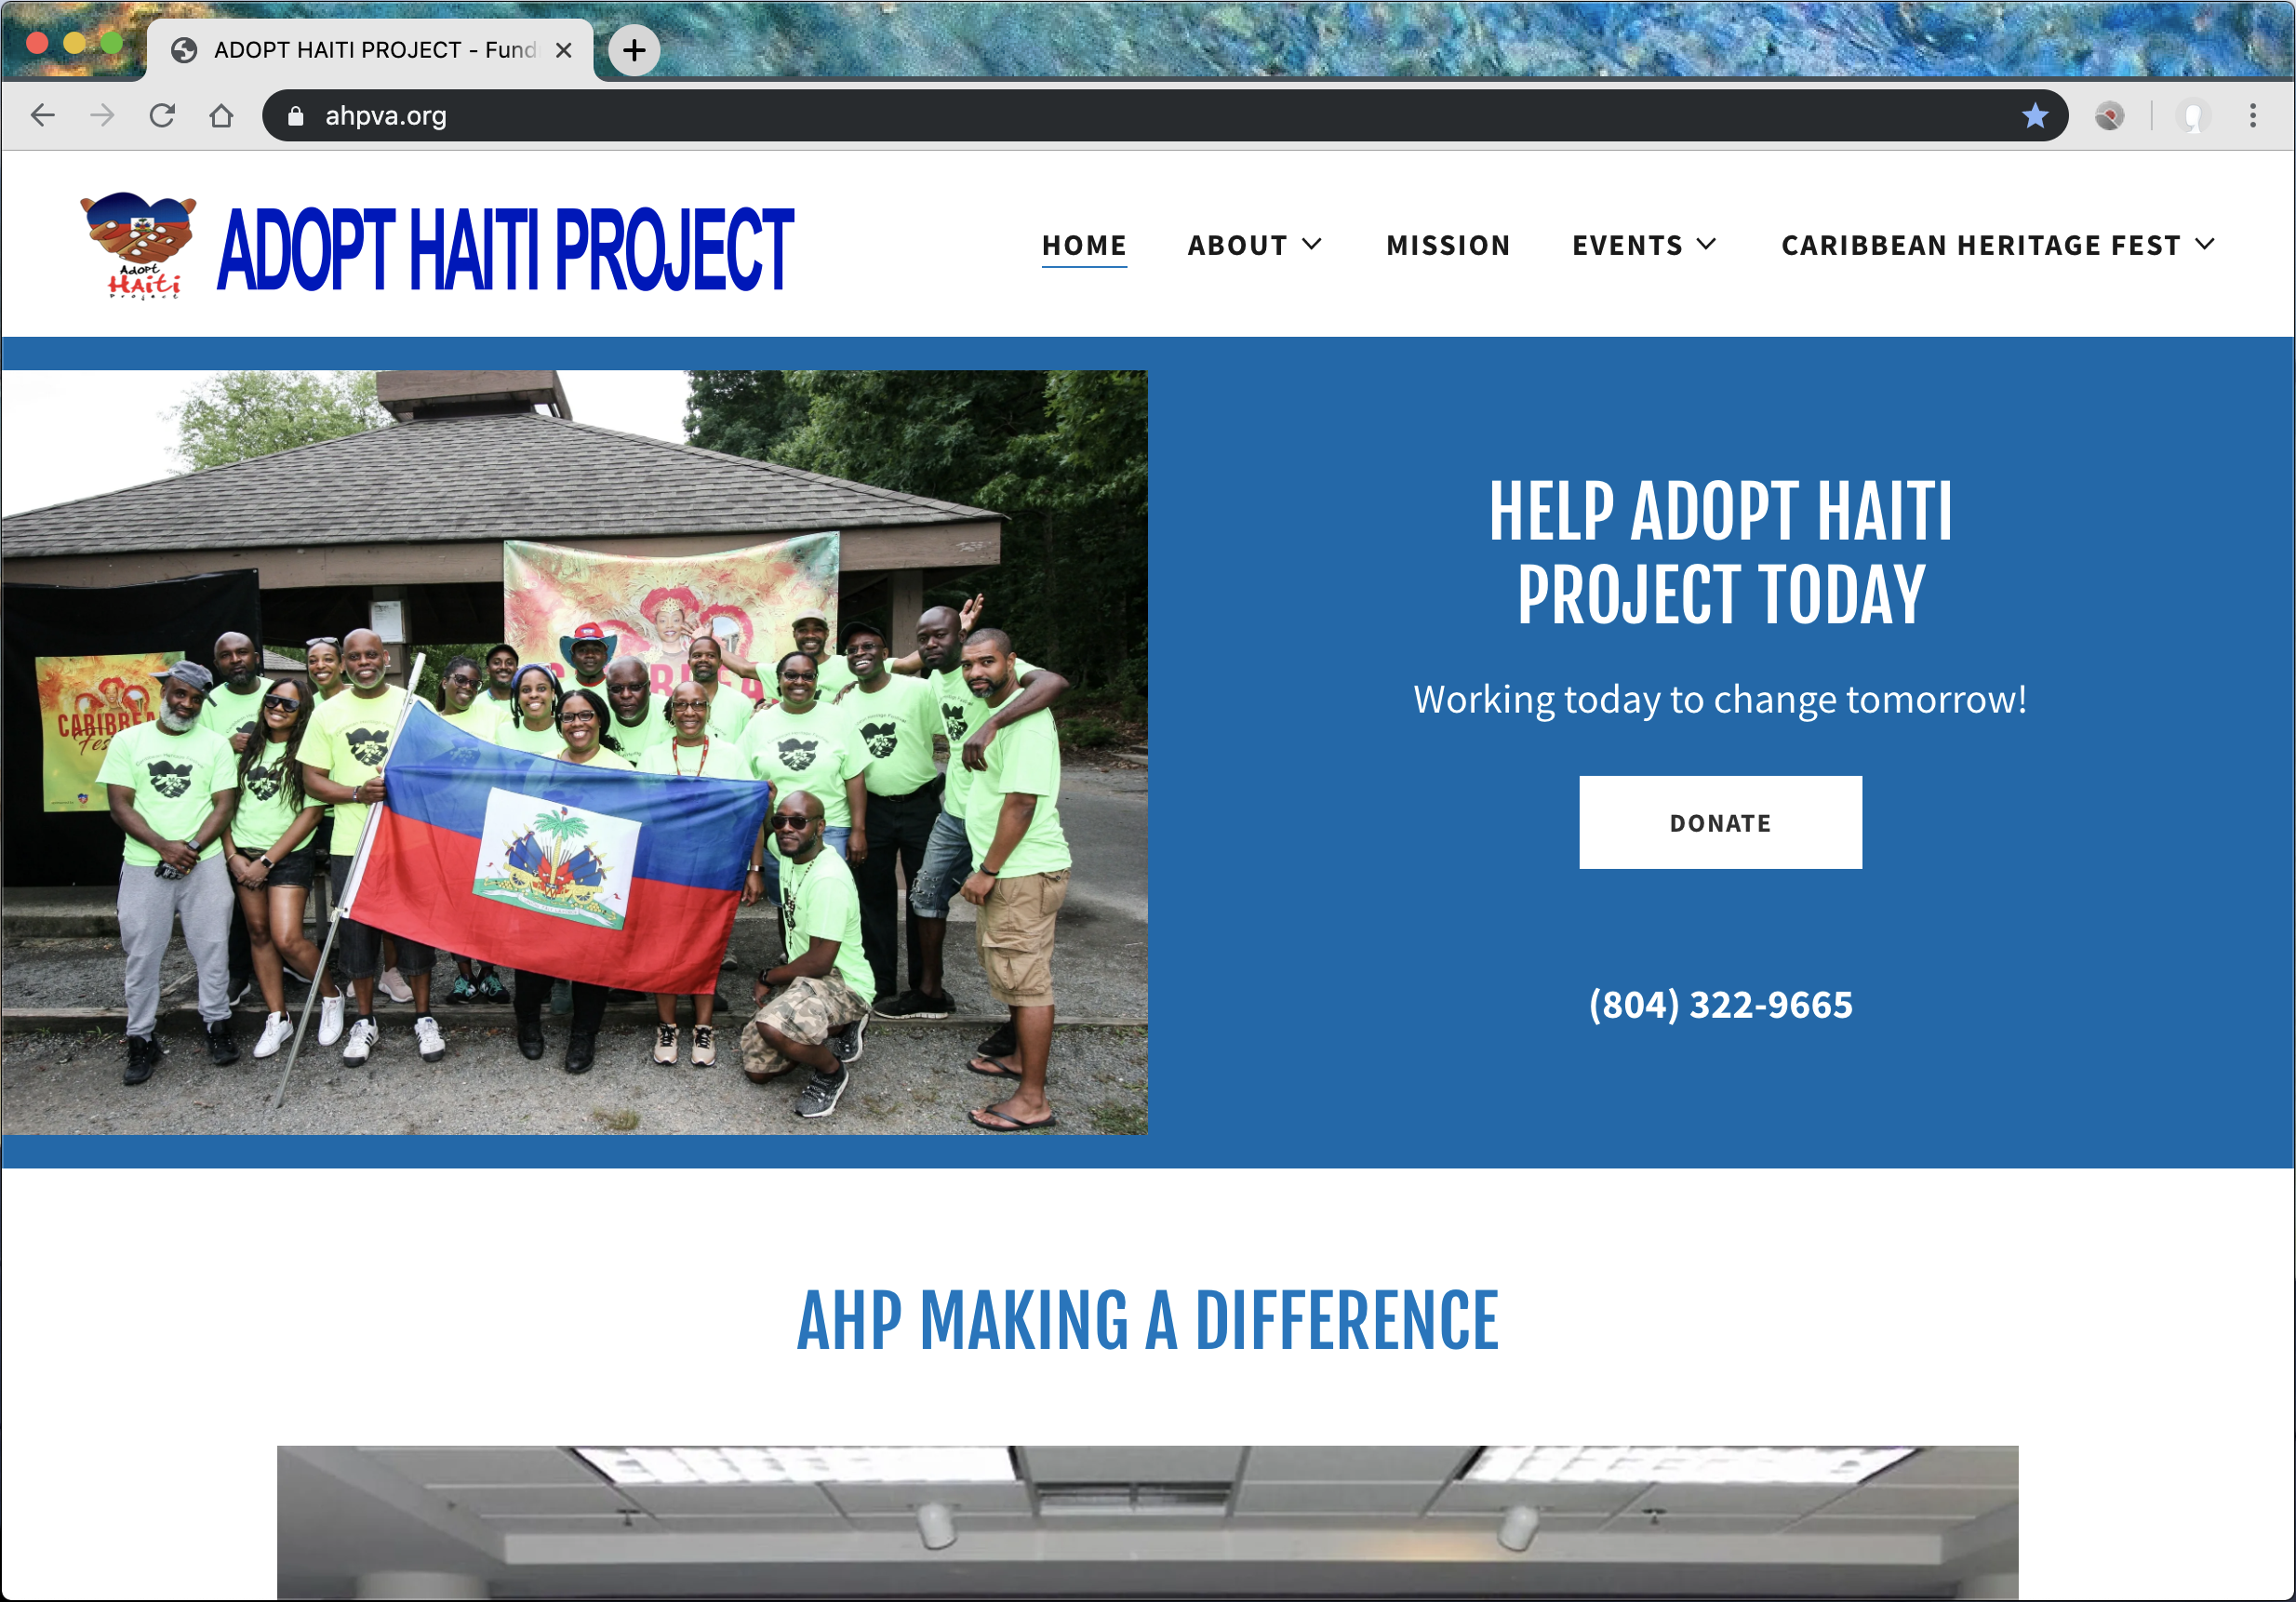 ADOPT HAITI PROJECT - Fund
ahpva.org
Adopt
Haiti
Project
ADOPT HAITI PROJECT
HOME
ABOUT
MISSION
EVENTS
CARIBBEAN HERITAGE FEST
CARIBBEA
Fes
HELP ADOPT HAITI
PROJECT TODAY
Working today to change tomorrow!
DONATE
(804) 322-9665
AHP MAKING A DIFFERENCE